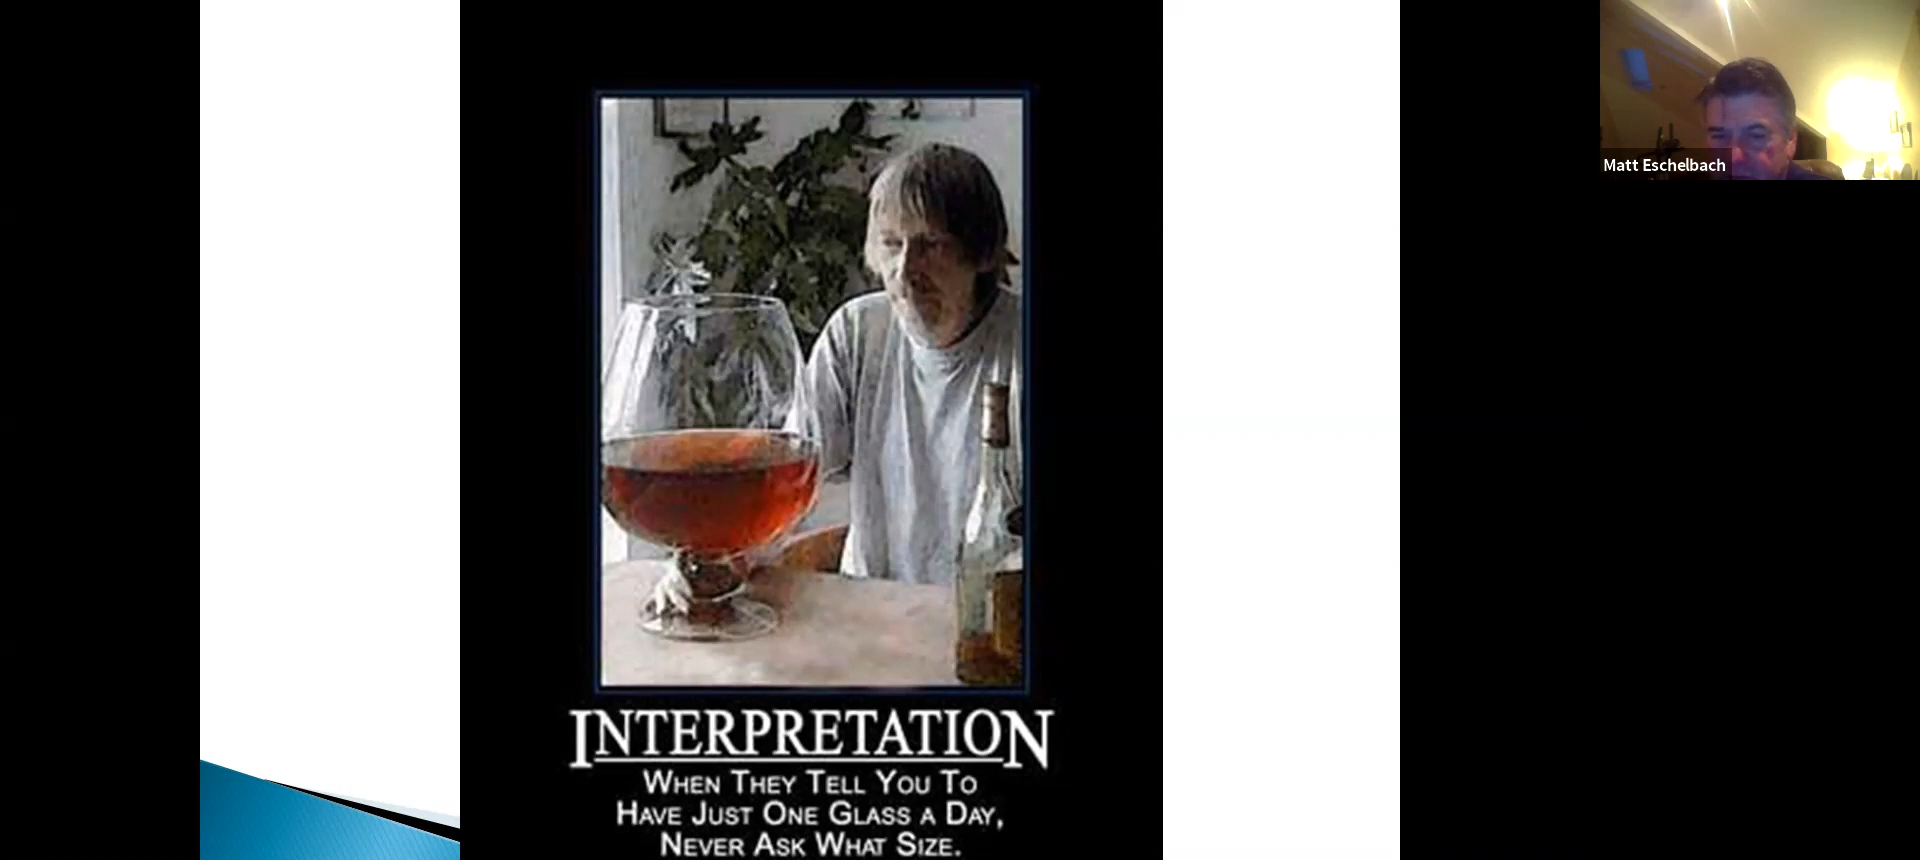 Matt Eschelbach
INTERPRETATION
WHEN THEY TELL YOU TO
HAVE JUST ONE GLASS A DAY,
NEVER ASK WHAT SIZE.